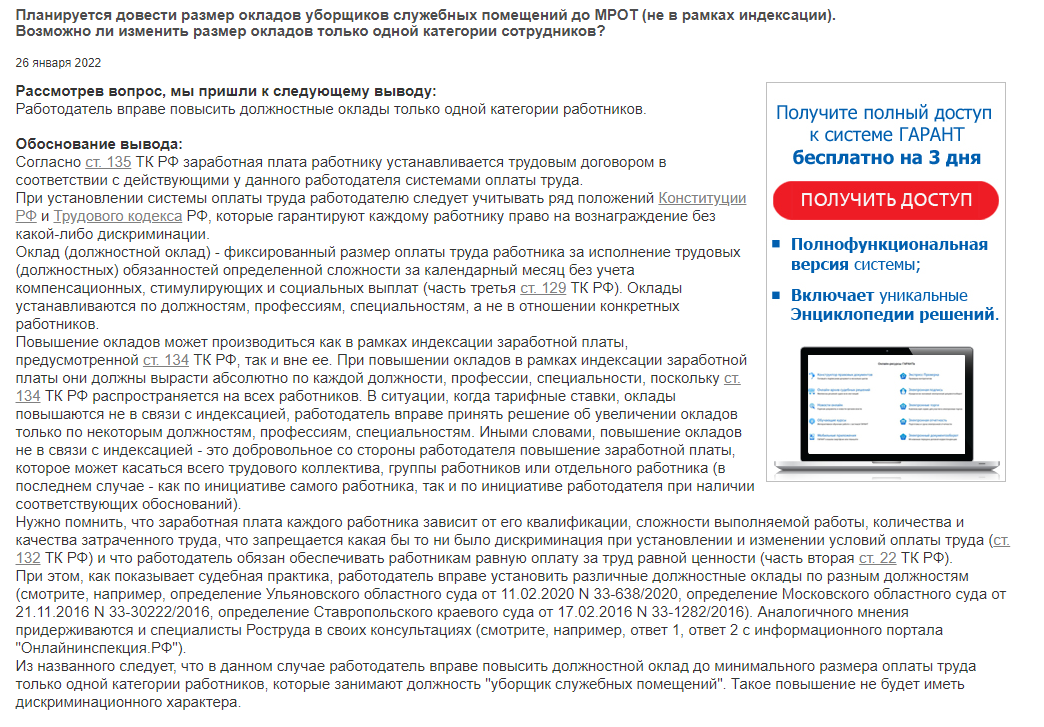 Планируется довести размер окладов уборщиков служебных помещений до МРОТ (не в рамках индексации).
Возможно ли изменить размер окладов только одной категории сотрудников?
26 января 2022
Рассмотрев вопрос, мы пришли к следующему выводу:
Работодатель вправе повысить должностные оклады только одной категории работников.
Обоснование вывода:
Согласно ст. 135 ТК РФ заработная плата работнику устанавливается трудовым договором в
соответствии с действующими у данного работодателя системами оплаты труда.
При установлении системы оплаты труда работодателю следует учитывать ряд положений Конституции
РФ и Трудового кодекса РФ, которые гарантируют каждому работнику право на вознаграждение без
какой-либо дискриминации.
Оклад (должностной оклад) - фиксированный размер оплаты труда работника за исполнение трудовых
(должностных) обязанностей определенной сложности за календарный месяц без учета
компенсационных, стимулирующих и социальных выплат (часть третья ст. 129 ТК РФ). Оклады
устанавливаются по должностям, профессиям, специальностям, а не в отношении конкретных
работников.
Повышение окладов может производиться как в рамках индексации заработной платы,
предусмотренной ст. 134 ТК РФ, так и вне ее. При повышении окладов в рамках индексации заработной
платы они должны вырасти абсолютно по каждой должности, профессии, специальности, поскольку ст.
134 ТК РФ распространяется на всех работников. В ситуации, когда тарифные ставки, оклады
повышаются не в связи с индексацией, работодатель вправе принять решение об увеличении окладов
только по некоторым должностям, профессиям, специальностям. Иными словами, повышение окладов
не в связи с индексацией - это добровольное со стороны работодателя повышение заработной платы,
которое может касаться всего трудового коллектива, группы работников или отдельного работника (в
последнем случае - как по инициативе самого работника, так и по инициативе работодателя при наличии
соответствующих обоснований).
Нужно помнить, что заработная плата каждого работника зависит от его квалификации, сложности выполняемой работы, количества и
качества затраченного труда, что запрещается какая бы то ни было дискриминация при установлении и изменении условий оплаты труда (ст.
132 ТК РФ) и что работодатель обязан обеспечивать работникам равную оплату за труд равной ценности (часть вторая ст. 22 ТК РФ).
При этом, как показывает судебная практика, работодатель вправе установить различные должностные оклады по разным должностям
(смотрите, например, определение Ульяновского областного суда от 11.02.2020 N 33-638/2020, определение Московского областного суда от
21.11.2016 N 33-30222/2016, определение Ставропольского краевого суда от 17.02.2016 N 33-1282/2016). Аналогичного мнения
придерживаются и специалисты Роструда в своих консультациях (смотрите, например, ответ 1, ответ 2 с информационного портала
"Онлайнинспекция.РФ").
Из названного следует, что в данном случае работодатель вправе повысить должностной оклад до минимального размера оплаты труда
только одной категории работников, которые занимают должность "уборщик служебных помещений". Такое повышение не будет иметь
дискриминационного характера.
Получите полный доступ
к системе ГАРАНТ
бесплатно на 3 дня
ПОЛУЧИТЬ ДОСТУП
Полнофункциональная
версия системы;
Включает уникальные
Энциклопедии решений.